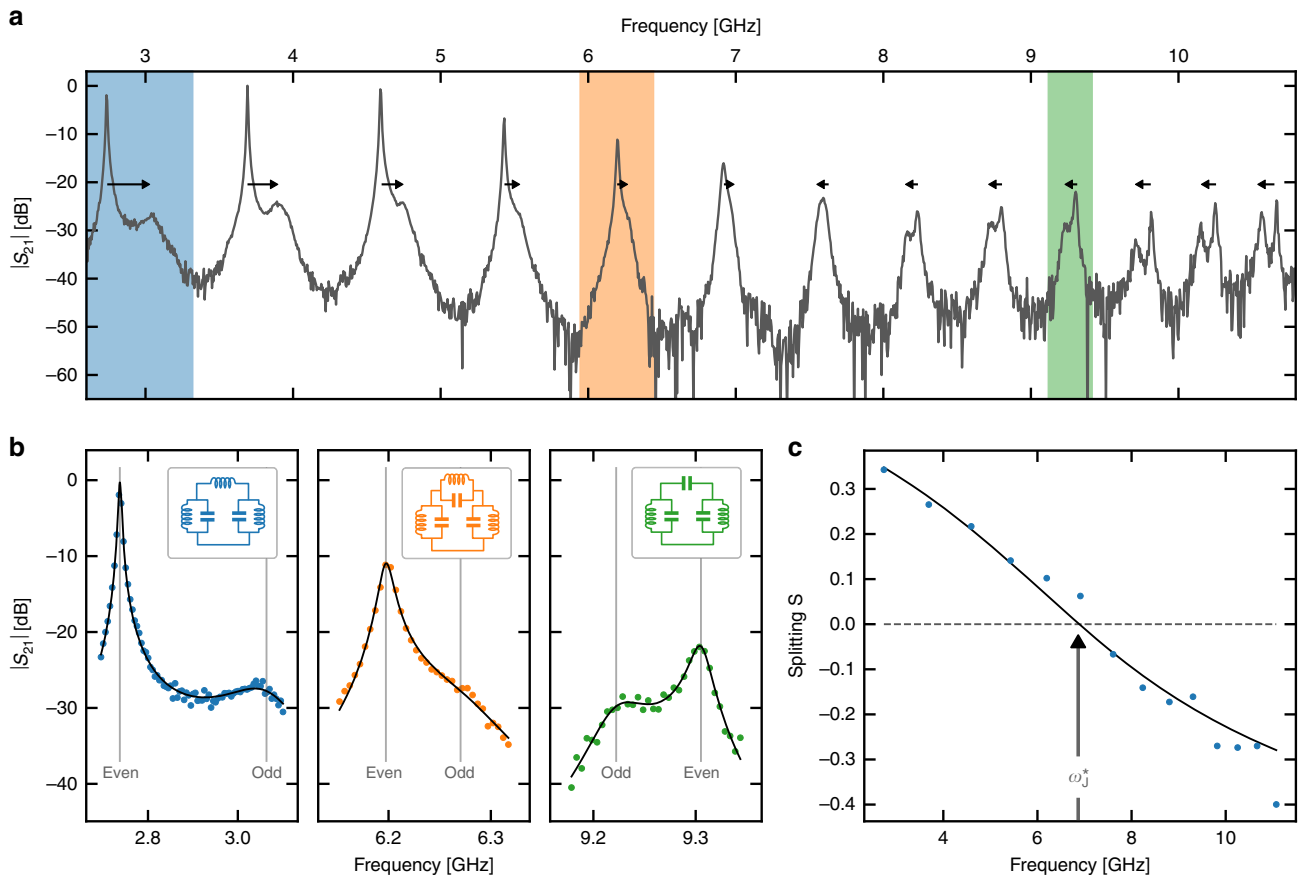 a
Frequency [GHz]
3 4 5 6 7 8 9 10
0
−10
−20
−30
−40
−50
−60
|S21| [dB]
b
0
−10
−20
−30
−40
|S21| [dB]
Even Odd
2.8 3.0
Even Odd
6.2 6.3
Odd Even
9.2 9.3
Frequency [GHz]
c
0.3
0.2
0.1
0.0
−0.1
−0.2
−0.3
−0.4
Splitting S
ω★J
4 6 8 10
Frequency [GHz]